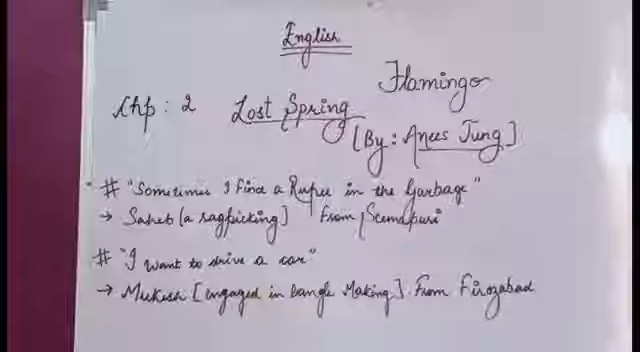 English
Flamingo
Chp : 2 Lost Spring
[By : Anees Jung]
# "Sometimes I find a Rupee in the Garbage"
→ Saheb (a ragpicking] From Seemapuri
# "I want to drive a car"
→ Mukesh [engaged in bangle Making] From Firozabad